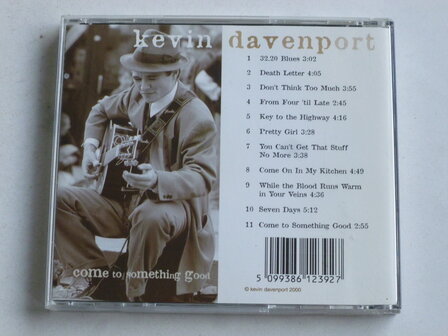 kevin davenport
1 32.20 Blues 3:02
2 Death Letter 4:05
3 Don't Think Too Much 3:55
4 From Four 'til Late 2:45
5 Key to the Highway 4:16
6 Pretty Girl 3:28
7 You Can't Get That Stuff
No More 3:38
8 Come On In My Kitchen 4:49
9 While the Blood Runs Warm
in Your Veins 4:36
10 Seven Days 5:12
11 Come to Something Good 2:55
come to something good
5 099386 123927
© kevin davenport 2000